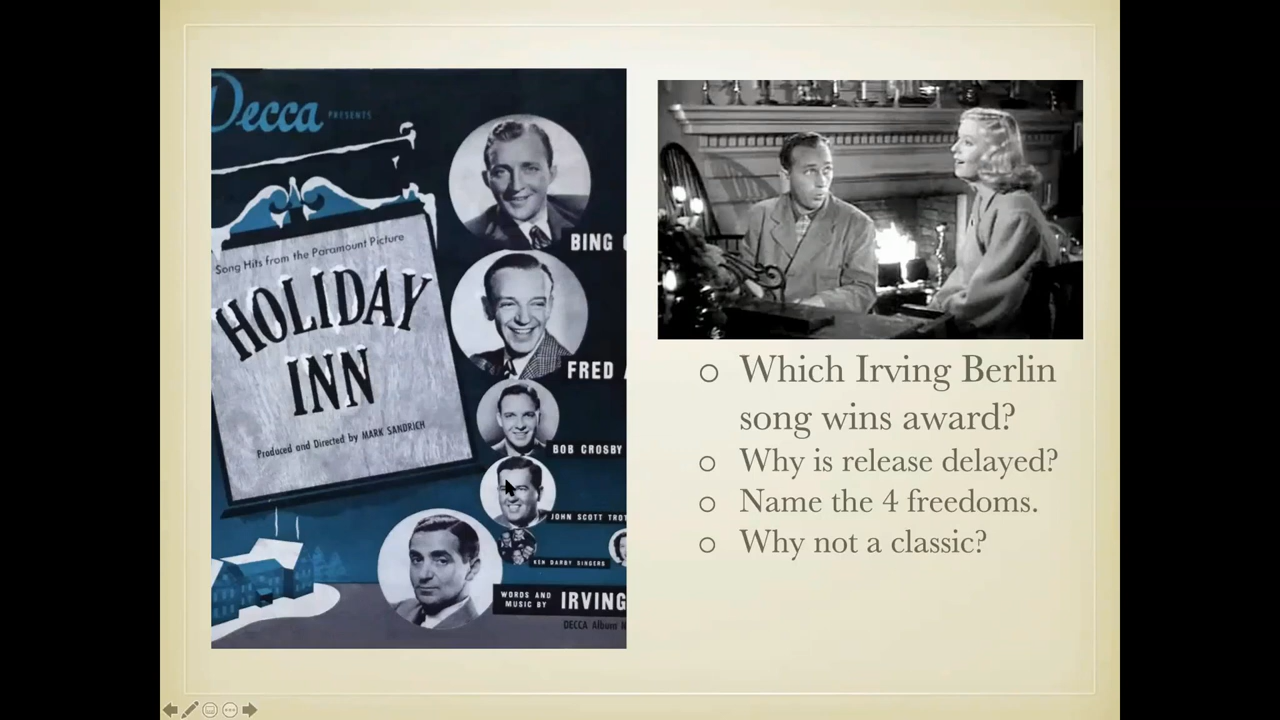 Decca PRESENTS
Song Hits from the Paramount Picture
HOLIDAY
INN
Produced and Directed by MARK SANDRICH
BING
FRED
BOB CROSBY
JOHN SCOTT TROT
KEN DARBY SINGERS
WORDS AND
MUSIC BY
IRVING
DECCA Album
Which Irving Berlin
song wins award?
Why is release delayed?
Name the 4 freedoms.
Why not a classic?